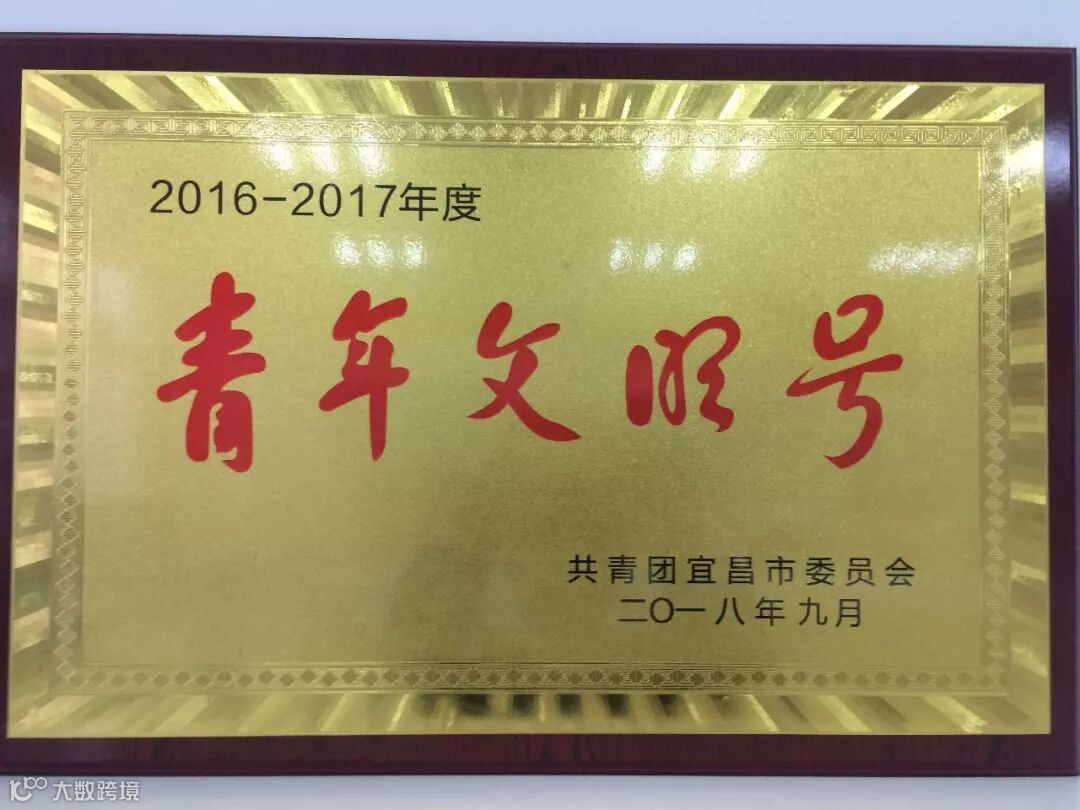 2016-2017年度
青年文明号
共青团宜昌市委员会
二〇一八年九月
大数跨境